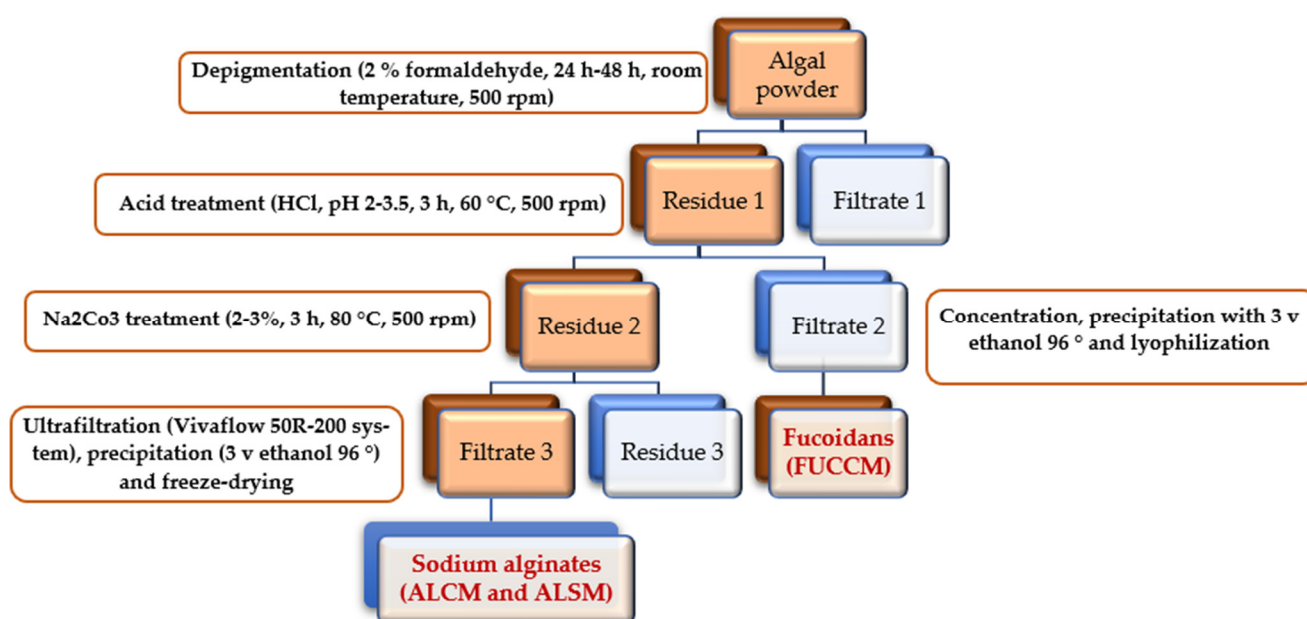 Depigmentation (2 % formaldehyde, 24 h-48 h, room
temperature, 500 rpm)
Algal
powder
Acid treatment (HCl, pH 2-3.5, 3 h, 60 °C, 500 rpm)
Residue 1
Filtrate 1
Na2Co3 treatment (2-3%, 3 h, 80 °C, 500 rpm)
Residue 2
Filtrate 2
Concentration, precipitation with 3 v
ethanol 96 ° and lyophilization
Ultrafiltration (Vivaflow 50R-200 sys-
tem), precipitation (3 v ethanol 96 °)
and freeze-drying
Filtrate 3
Residue 3
Fucoidans
(FUCCM)
Sodium alginates
(ALCM and ALSM)